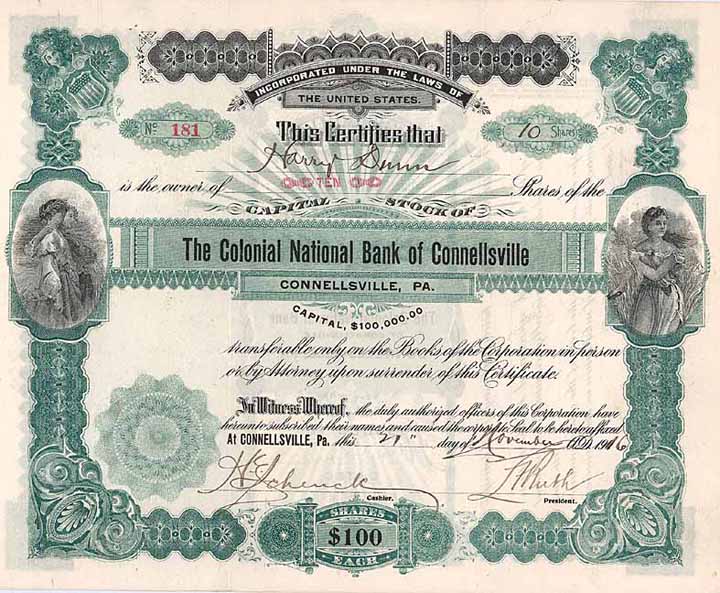 INCORPORATED UNDER THE LAWS OF
THE UNITED STATES.
This Certifies that
No 181
10 Shares
Harry Dunn
is the owner of TEN Shares of the
CAPITAL STOCK OF
The Colonial National Bank of Connellsville
CONNELLSVILLE, PA.
CAPITAL, $100,000.00
transferable only on the Books of the Corporation in person
or by Attorney upon surrender of this Certificate.
In Witness Whereof, the duly authorized officers of this Corporation have
hereunto subscribed their names and caused the corporate Seal to be hereto affixed
At CONNELLSVILLE, Pa. this 21" day of November A.D. 1916
Schenck
Cashier.
President.
SHARES
$100
EACH